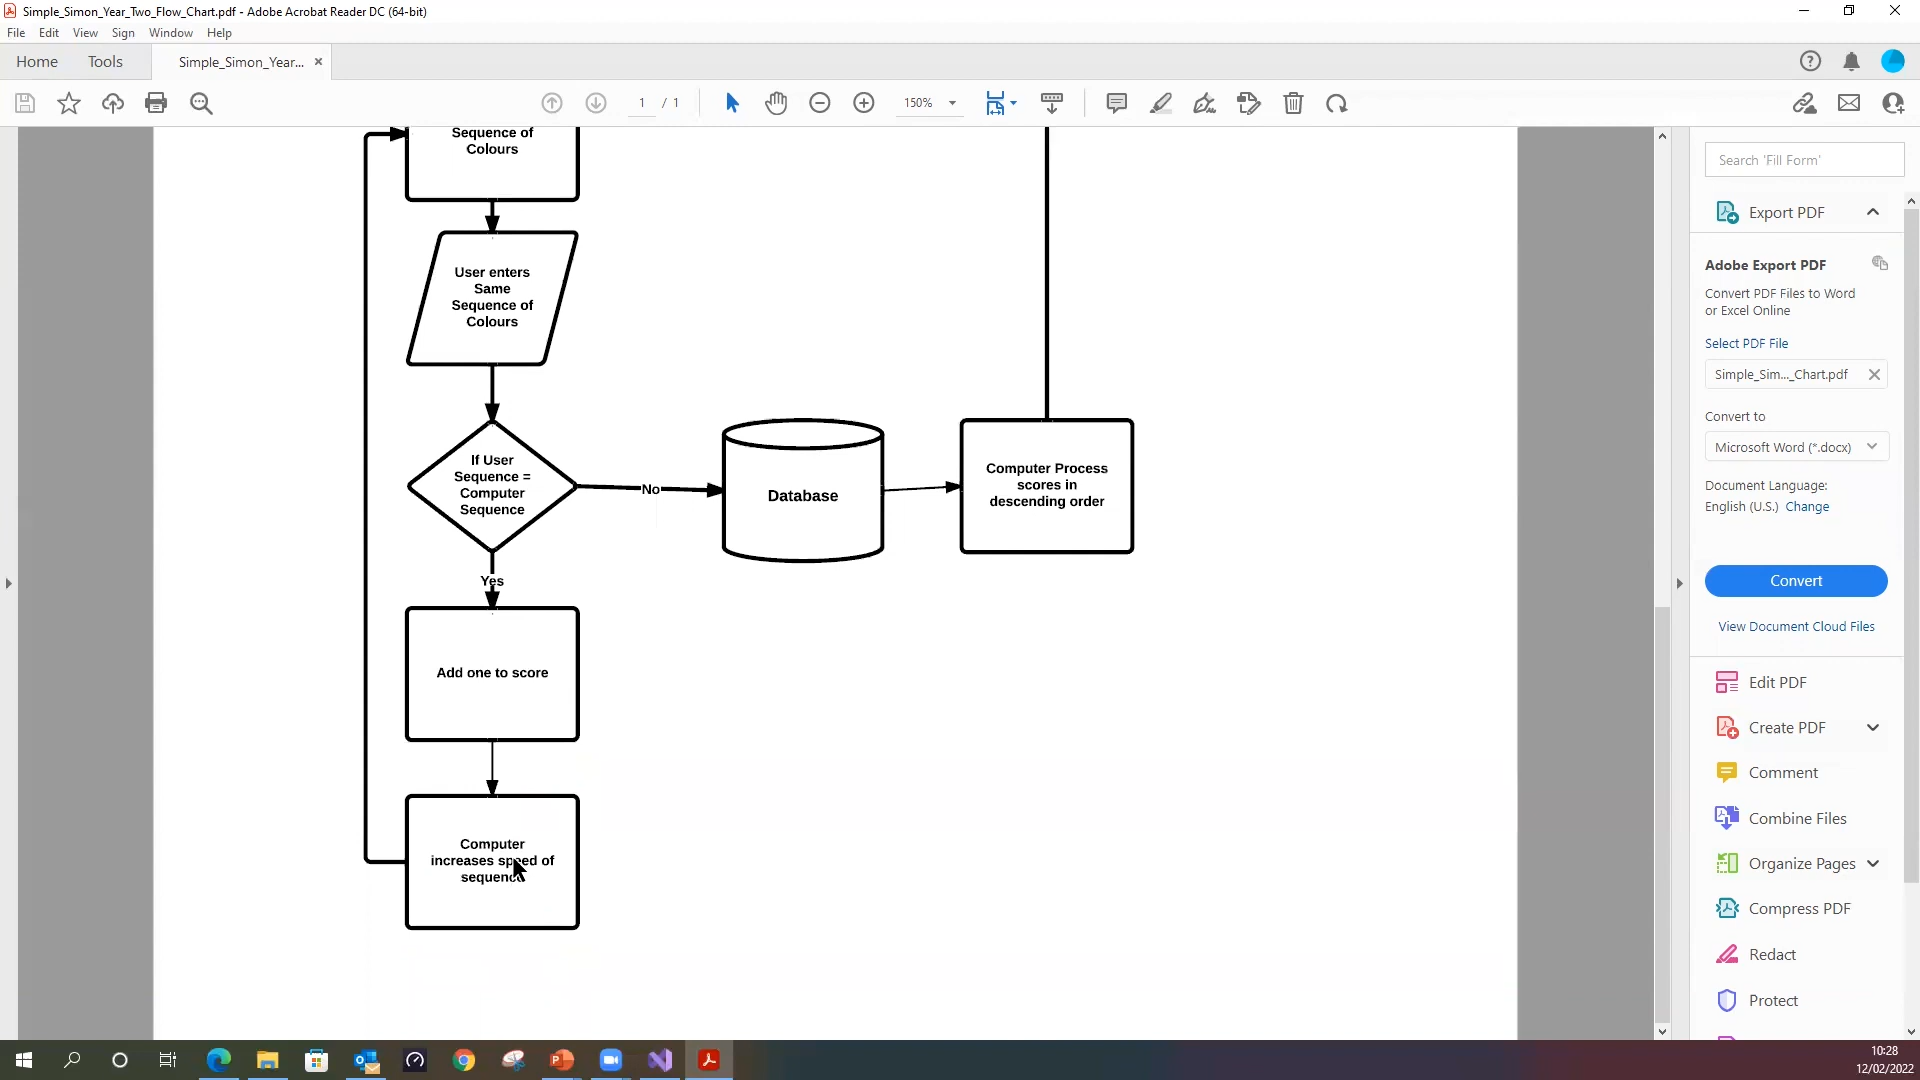 Simple_Simon_Year_Two_Flow_Chart.pdf - Adobe Acrobat Reader DC (64-bit)
File Edit View Sign Window Help
Home Tools Simple_Simon_Year... ×
1 / 1 150%
Sequence of
Colours
User enters
Same
Sequence of
Colours
If User
Sequence =
Computer
Sequence
No
Database
Computer Process
scores in
descending order
Yes
Add one to score
Computer
increases speed of
sequence
Search 'Fill Form'
Export PDF
Adobe Export PDF
Convert PDF Files to Word
or Excel Online
Select PDF File
Simple_Sim..._Chart.pdf
Convert to
Microsoft Word (*.docx)
Document Language:
English (U.S.) Change
Convert
View Document Cloud Files
Edit PDF
Create PDF
Comment
Combine Files
Organize Pages
Compress PDF
Redact
Protect
10:28
12/02/2022